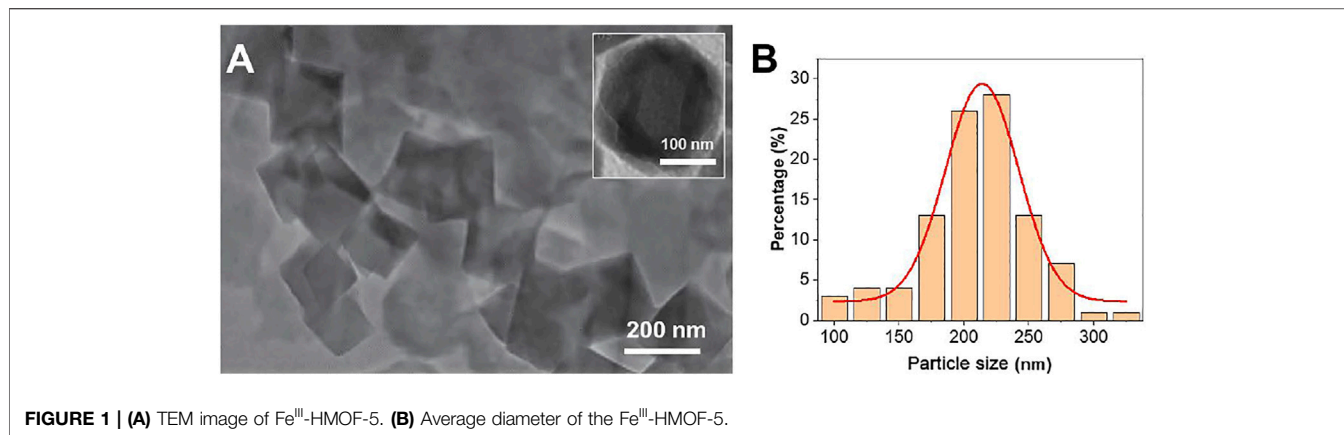 A
100 nm
200 nm
B
Percentage (%)
30
25
20
15
10
5
0
100
150
200
250
300
Particle size (nm)
FIGURE 1 | (A) TEM image of Feᴵᴵᴵ-HMOF-5. (B) Average diameter of the Feᴵᴵᴵ-HMOF-5.